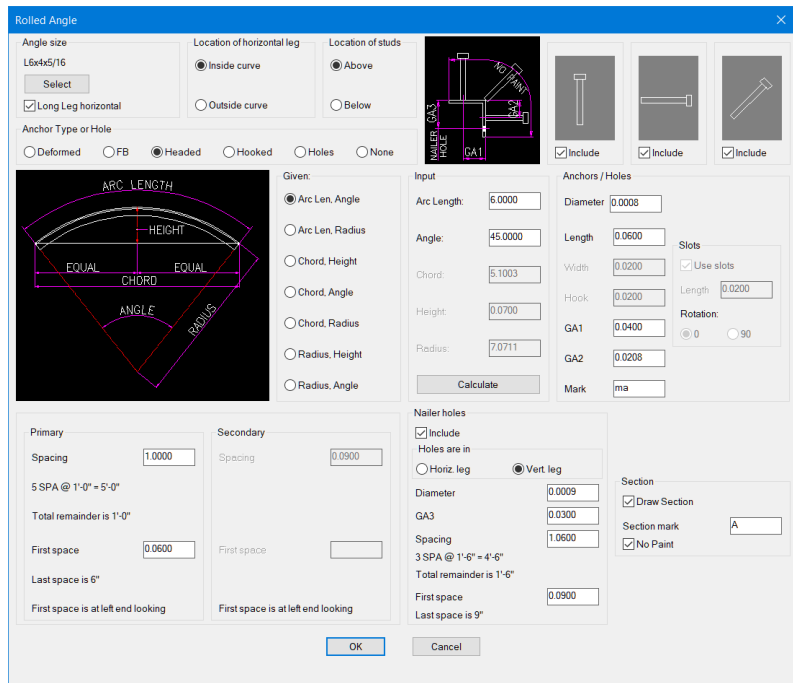 Rolled Angle
Angle size
L6x4x5/16
Select
Long Leg horizontal
Location of horizontal leg
Inside curve
Outside curve
Location of studs
Above
Below
NO PAINT
GA3
GA2
NAILER HOLE
GA1
Include
Include
Include
Anchor Type or Hole
Deformed FB Headed Hooked Holes None
ARC LENGTH
HEIGHT
EQUAL EQUAL
CHORD
ANGLE
RADIUS
Given:
Arc Len, Angle
Arc Len, Radius
Chord, Height
Chord, Angle
Chord, Radius
Radius, Height
Radius, Angle
Input
Arc Length: 6.0000
Angle: 45.0000
Chord: 5.1003
Height: 0.0700
Radius: 7.0711
Calculate
Anchors / Holes
Diameter 0.0008
Length 0.0600
Width 0.0200
Hook 0.0200
GA1 0.0400
GA2 0.0208
Mark ma
Slots
Use slots
Length 0.0200
Rotation:
0 90
Primary
Spacing 1.0000
5 SPA @ 1'-0" = 5'-0"
Total remainder is 1'-0"
First space 0.0600
Last space is 6"
First space is at left end looking
Secondary
Spacing 0.0900
First space
First space is at left end looking
Nailer holes
Include
Holes are in
Horiz. leg Vert. leg
Diameter 0.0009
GA3 0.0300
Spacing 1.0600
3 SPA @ 1'-6" = 4'-6"
Total remainder is 1'-6"
First space 0.0900
Last space is 9"
Section
Draw Section
Section mark A
No Paint
OK
Cancel